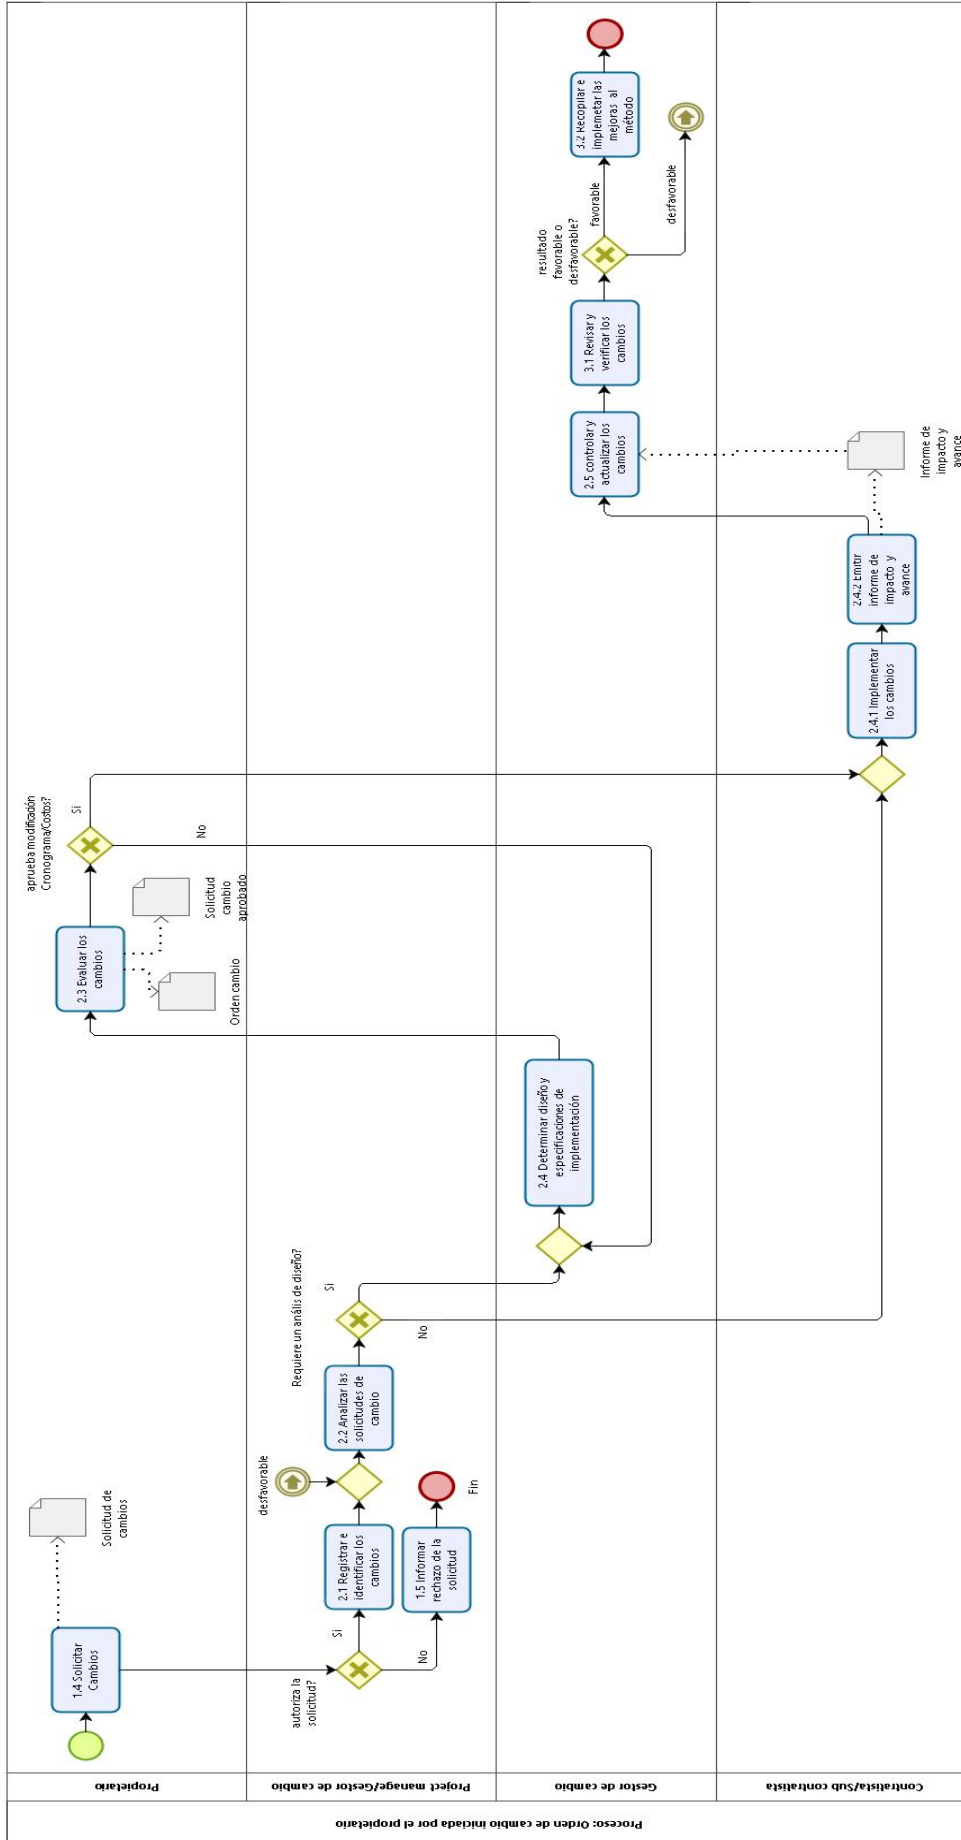 Proceso: Orden de cambio iniciada por el propietario
Propietario
1.4 Solicitar
Cambios
Solicitud de
cambios
2.3 Evaluar los
cambios
Orden cambio
Solicitud
cambio
aprobado
aprueba modificación
Cronograma/Costos?
Si
No
Project manage/Gestor de cambio
autoriza la
solicitud?
Si
No
2.1 Registrar e
identificar los
cambios
1.5 Informar
rechazo de la
solicitud
Fin
desfavorable
2.2 Analizar las
solicitudes de
cambio
Requiere un anális de diseño?
Si
No
Gestor de cambio
2.4 Determinar diseño y
especificaciones de
implementación
2.5 controlar y
actualizar los
cambios
3.1 Revisar y
verificar los
cambios
resultado
favorable o
desfavorable?
favorable
desfavorable
3.2 Recopilar e
implemetar las
mejoras al
método
Contratista/Sub contratista
2.4.1 Implementar
los cambios
2.4.2 Emitir
informe de
impacto y
avance
Informe de
impacto y
avance